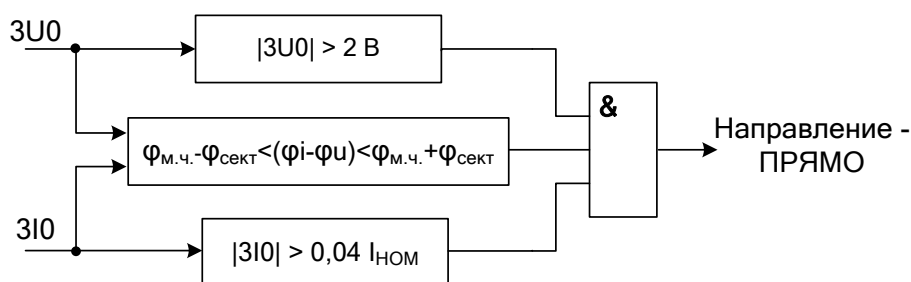 3U0
|3U0| > 2 В
&
φм.ч.-φсект<(φi-φu)<φм.ч.+φсект
Направление -
ПРЯМО
3I0
|3I0| > 0,04 IНОМ